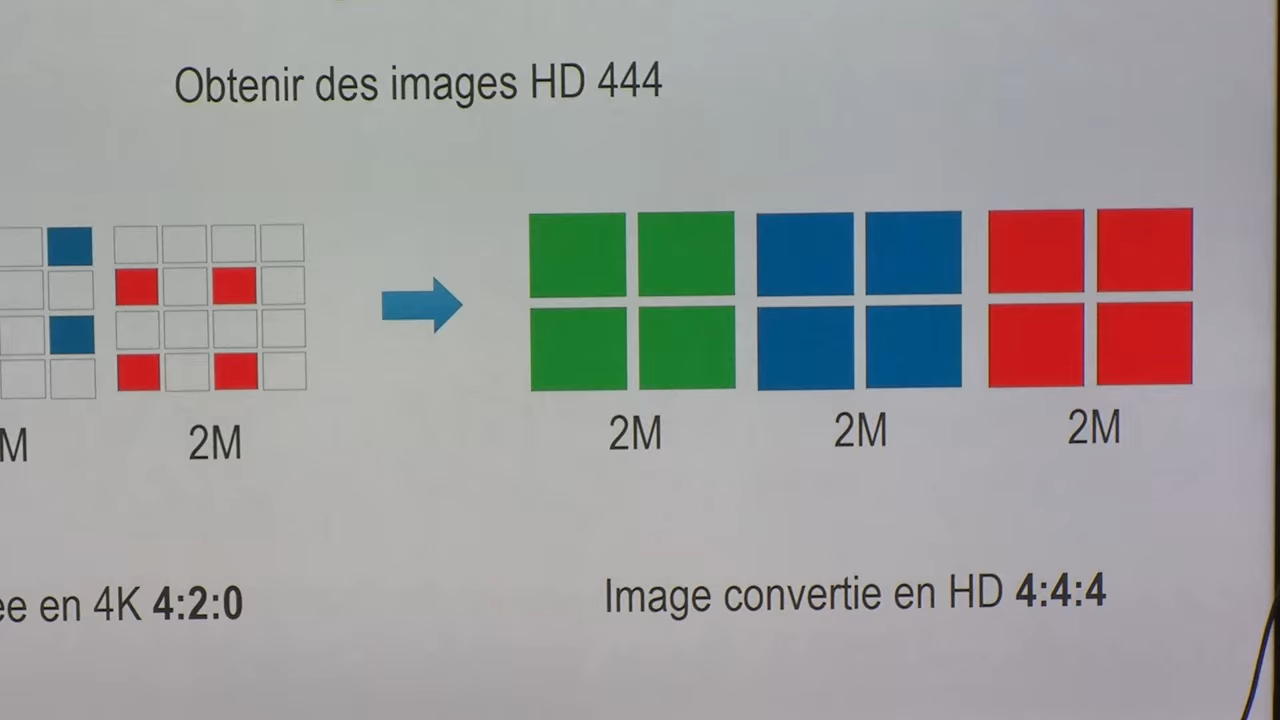 Obtenir des images HD 444
M 2M 2M 2M 2M
en 4K 4:2:0
Image convertie en HD 4:4:4